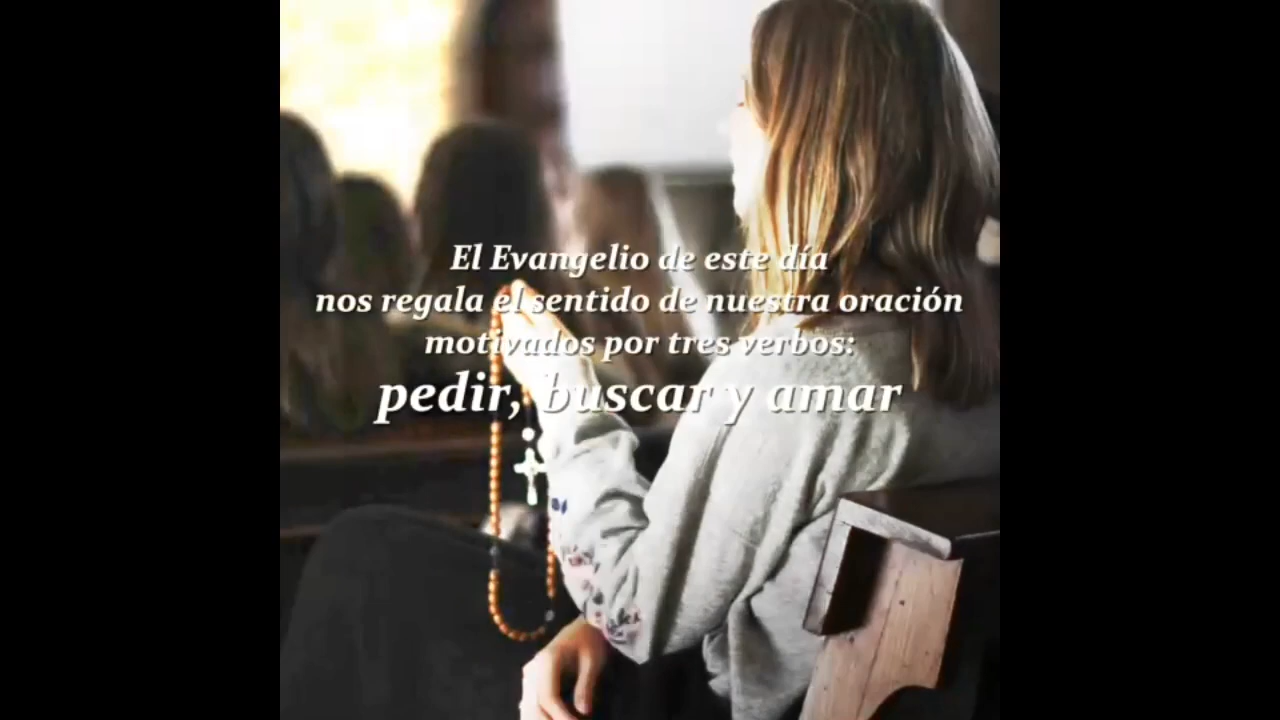 El Evangelio de este día
nos regala el sentido de nuestra oración
motivados por tres verbos:
pedir, buscar y amar